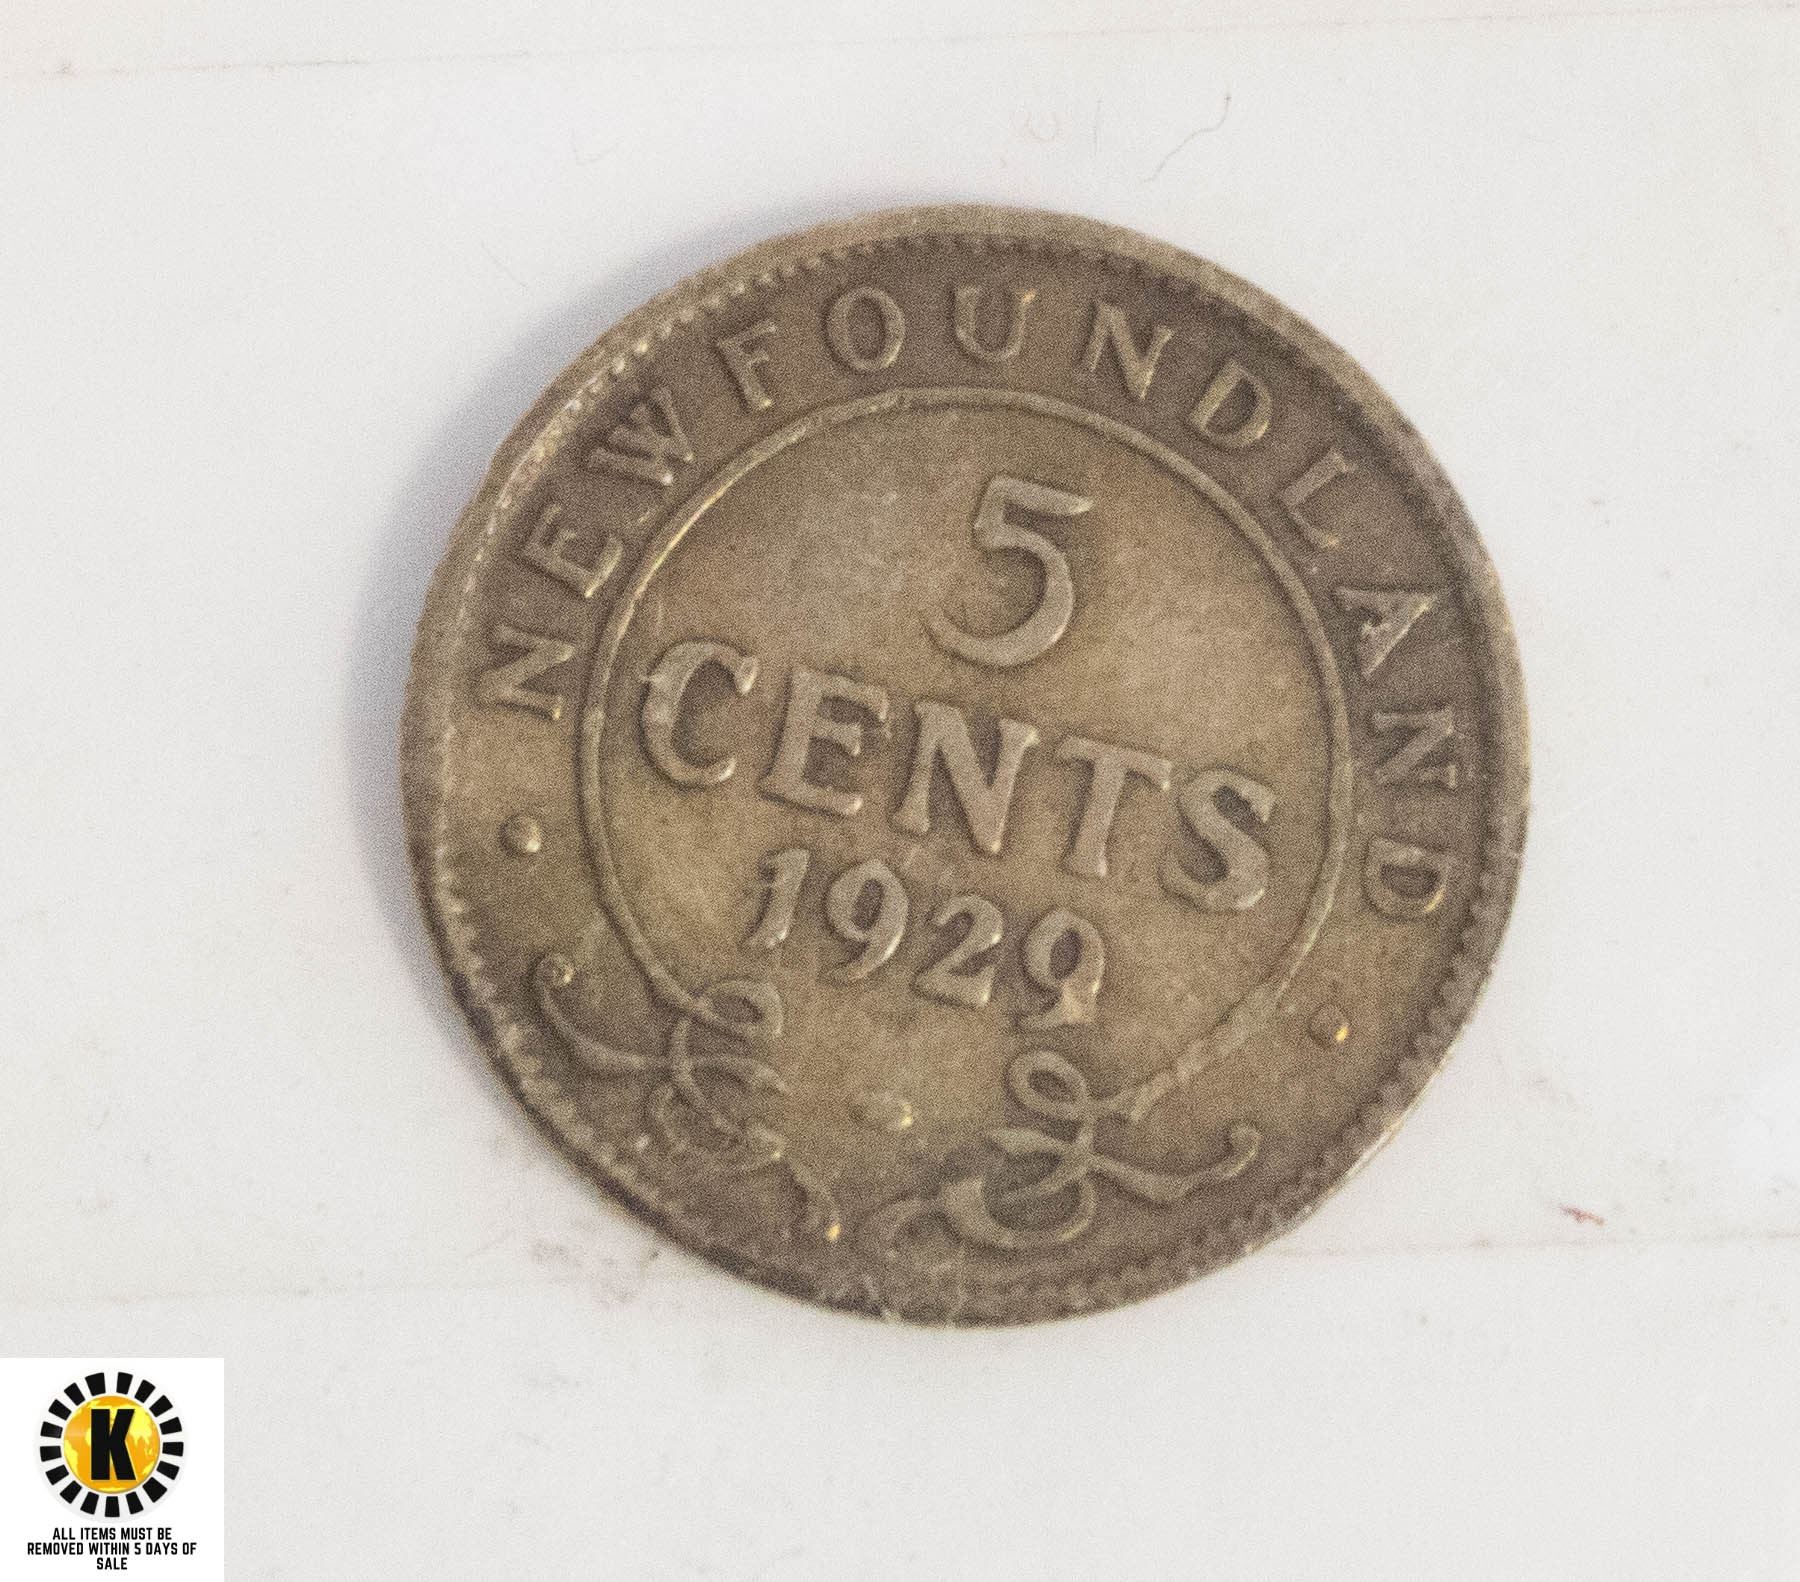 NEWFOUNDLAND
5
CENTS
1929
K
ALL ITEMS MUST BE
REMOVED WITHIN 5 DAYS OF
SALE